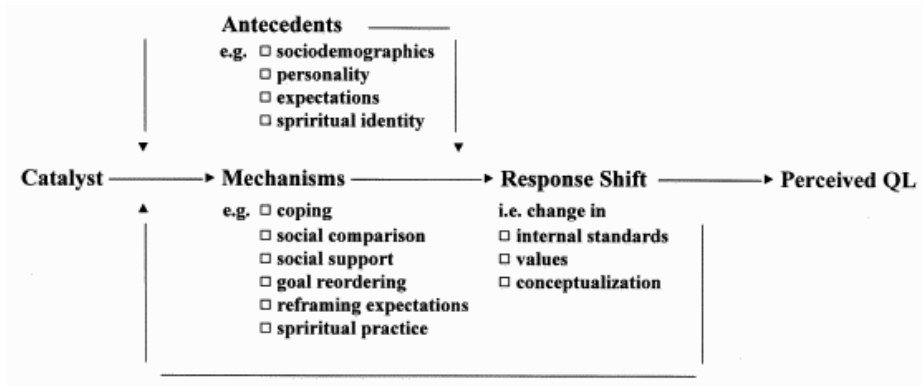 Antecedents
e.g. □ sociodemographics
□ personality
□ expectations
□ spriritual identity
Catalyst
Mechanisms
Response Shift
Perceived QL
e.g. □ coping
□ social comparison
□ social support
□ goal reordering
□ reframing expectations
□ spriritual practice
i.e. change in
□ internal standards
□ values
□ conceptualization